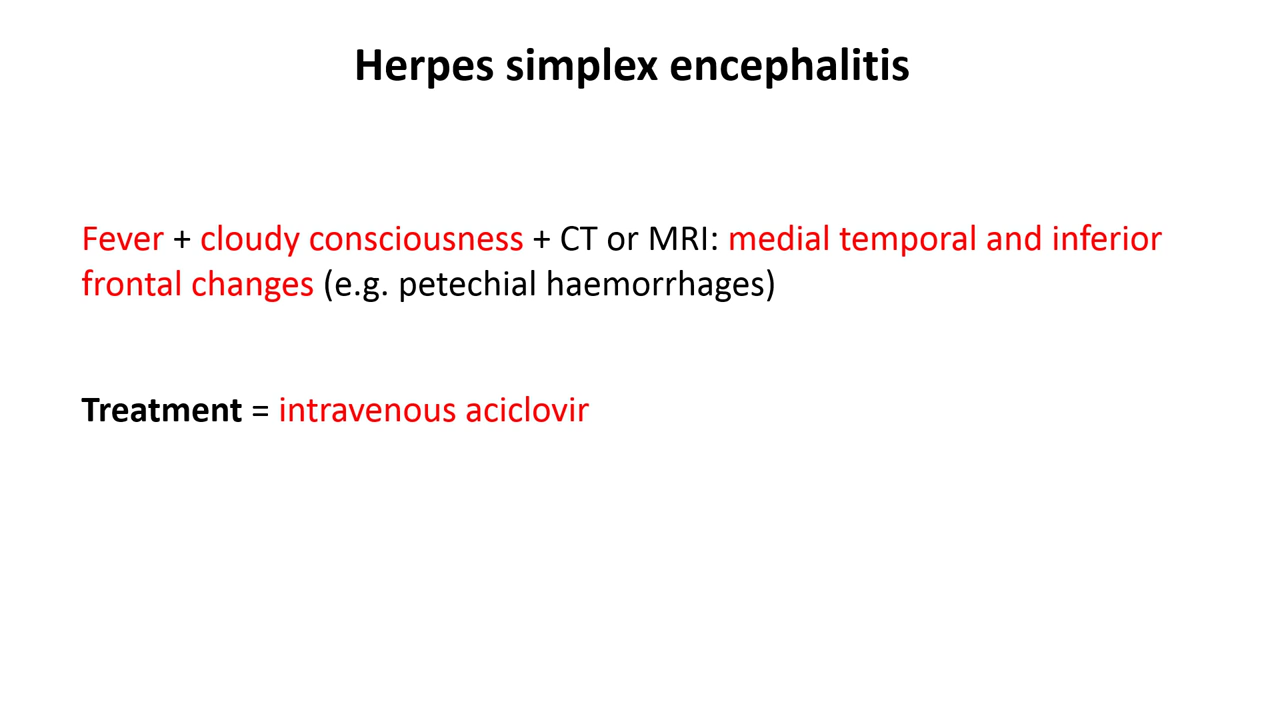 Herpes simplex encephalitis
Fever + cloudy consciousness + CT or MRI: medial temporal and inferior
frontal changes (e.g. petechial haemorrhages)
Treatment = intravenous aciclovir